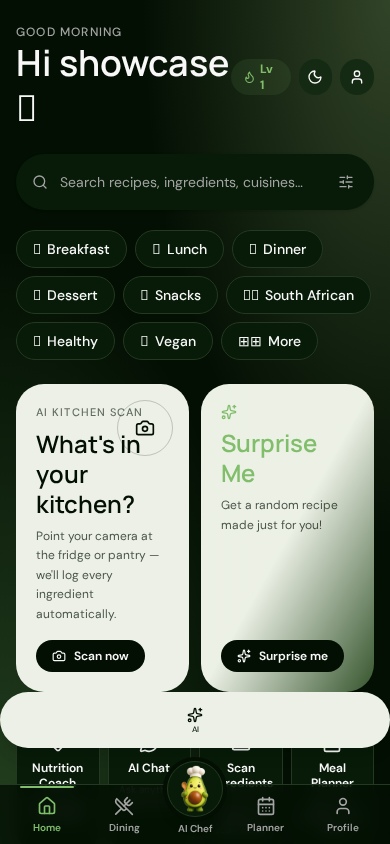 GOOD MORNING
Hi showcase
Lv
1
Search recipes, ingredients, cuisines...
Breakfast
Lunch
Dinner
Dessert
Snacks
South African
Healthy
Vegan
More
AI KITCHEN SCAN
What's in
your
kitchen?
Point your camera at
the fridge or pantry —
we'll log every
ingredient
automatically.
Scan now
Surprise
Me
Get a random recipe
made just for you!
Surprise me
AI
Nutrition
Coach
AI Chat
Scan
Meal
Planner
Home
Dining
AI Chef
Planner
Profile